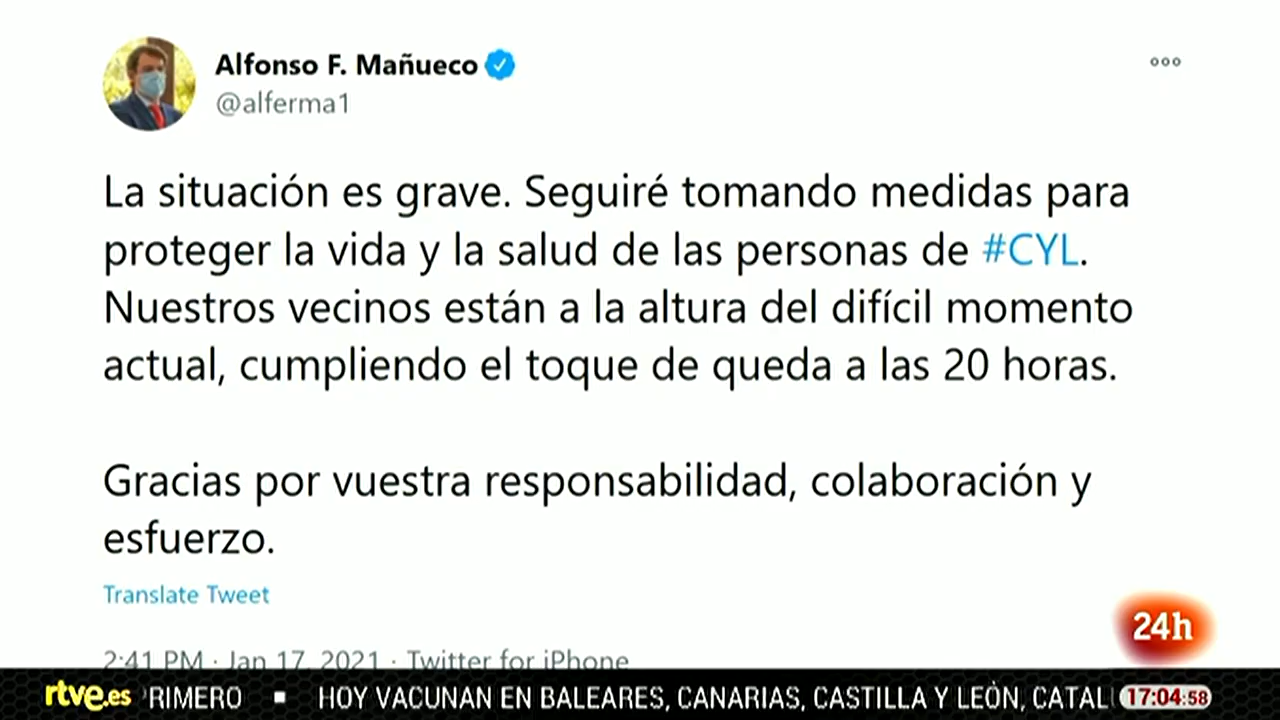 Alfonso F. Mañueco
@alferma1
La situación es grave. Seguiré tomando medidas para
proteger la vida y la salud de las personas de #CYL.
Nuestros vecinos están a la altura del difícil momento
actual, cumpliendo el toque de queda a las 20 horas.
Gracias por vuestra responsabilidad, colaboración y
esfuerzo.
Translate Tweet
24h
2:41 PM · Jan 17, 2021 · Twitter for iPhone
rtve.es RIMERO ▪ HOY VACUNAN EN BALEARES, CANARIAS, CASTILLA Y LEÓN, CATAL 17:04:58